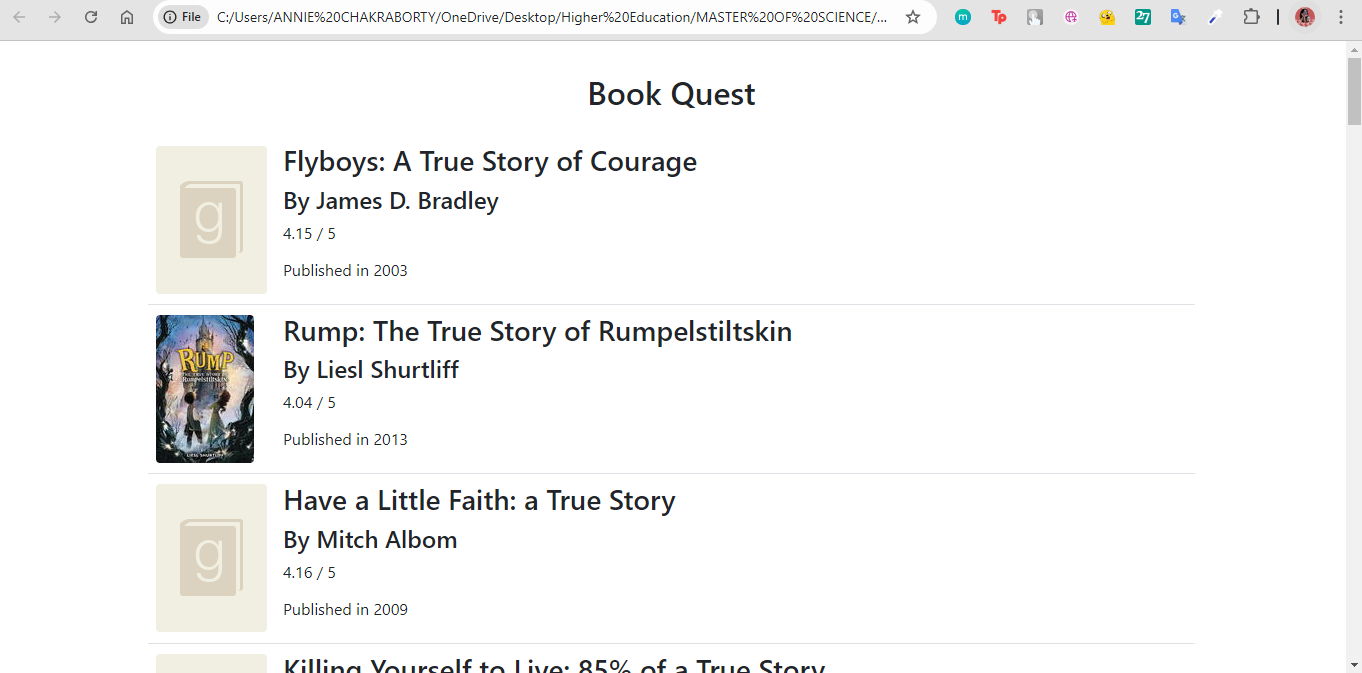 File
C:/Users/ANNIE%20CHAKRABORTY/OneDrive/Desktop/Higher%20Education/MASTER%20OF%20SCIENCE/...
m
Tp
27
Book Quest
g
Flyboys: A True Story of Courage
By James D. Bradley
4.15 / 5
Published in 2003
RUMP
THE TRUE STORY OF
Rumpelstiltskin
LIESL SHURTLIFF
Rump: The True Story of Rumpelstiltskin
By Liesl Shurtliff
4.04 / 5
Published in 2013
g
Have a Little Faith: a True Story
By Mitch Albom
4.16 / 5
Published in 2009
Killing Yourself to Live: 85% of a True Story